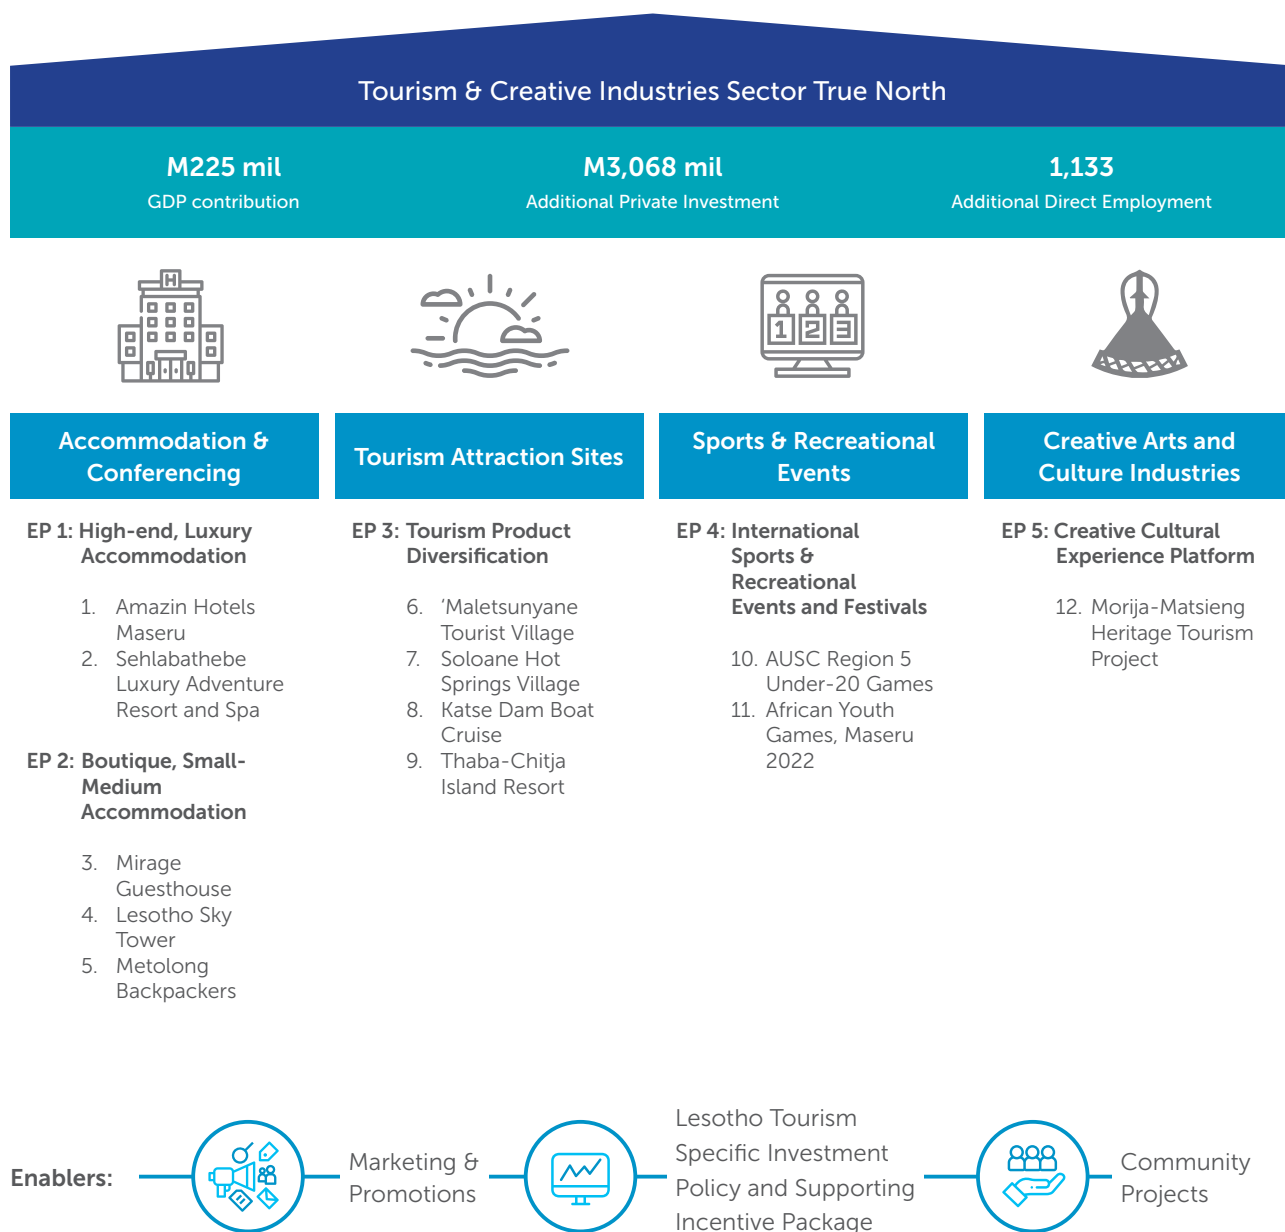 Tourism & Creative Industries Sector True North
M225 mil
GDP contribution
M3,068 mil
Additional Private Investment
1,133
Additional Direct Employment
H
1 2 3
Accommodation &
Conferencing
EP 1: High-end, Luxury
Accommodation
1. Amazin Hotels
Maseru
2. Sehlabathebe
Luxury Adventure
Resort and Spa
EP 2: Boutique, Small-
Medium
Accommodation
3. Mirage
Guesthouse
4. Lesotho Sky
Tower
5. Metolong
Backpackers
Tourism Attraction Sites
EP 3: Tourism Product
Diversification
6. ‘Maletsunyane
Tourist Village
7. Soloane Hot
Springs Village
8. Katse Dam Boat
Cruise
9. Thaba-Chitja
Island Resort
Sports & Recreational
Events
EP 4: International
Sports &
Recreational
Events and Festivals
10. AUSC Region 5
Under-20 Games
11. African Youth
Games, Maseru
2022
Creative Arts and
Culture Industries
EP 5: Creative Cultural
Experience Platform
12. Morija-Matsieng
Heritage Tourism
Project
Enablers:
Marketing &
Promotions
Lesotho Tourism
Specific Investment
Policy and Supporting
Incentive Package
Community
Projects